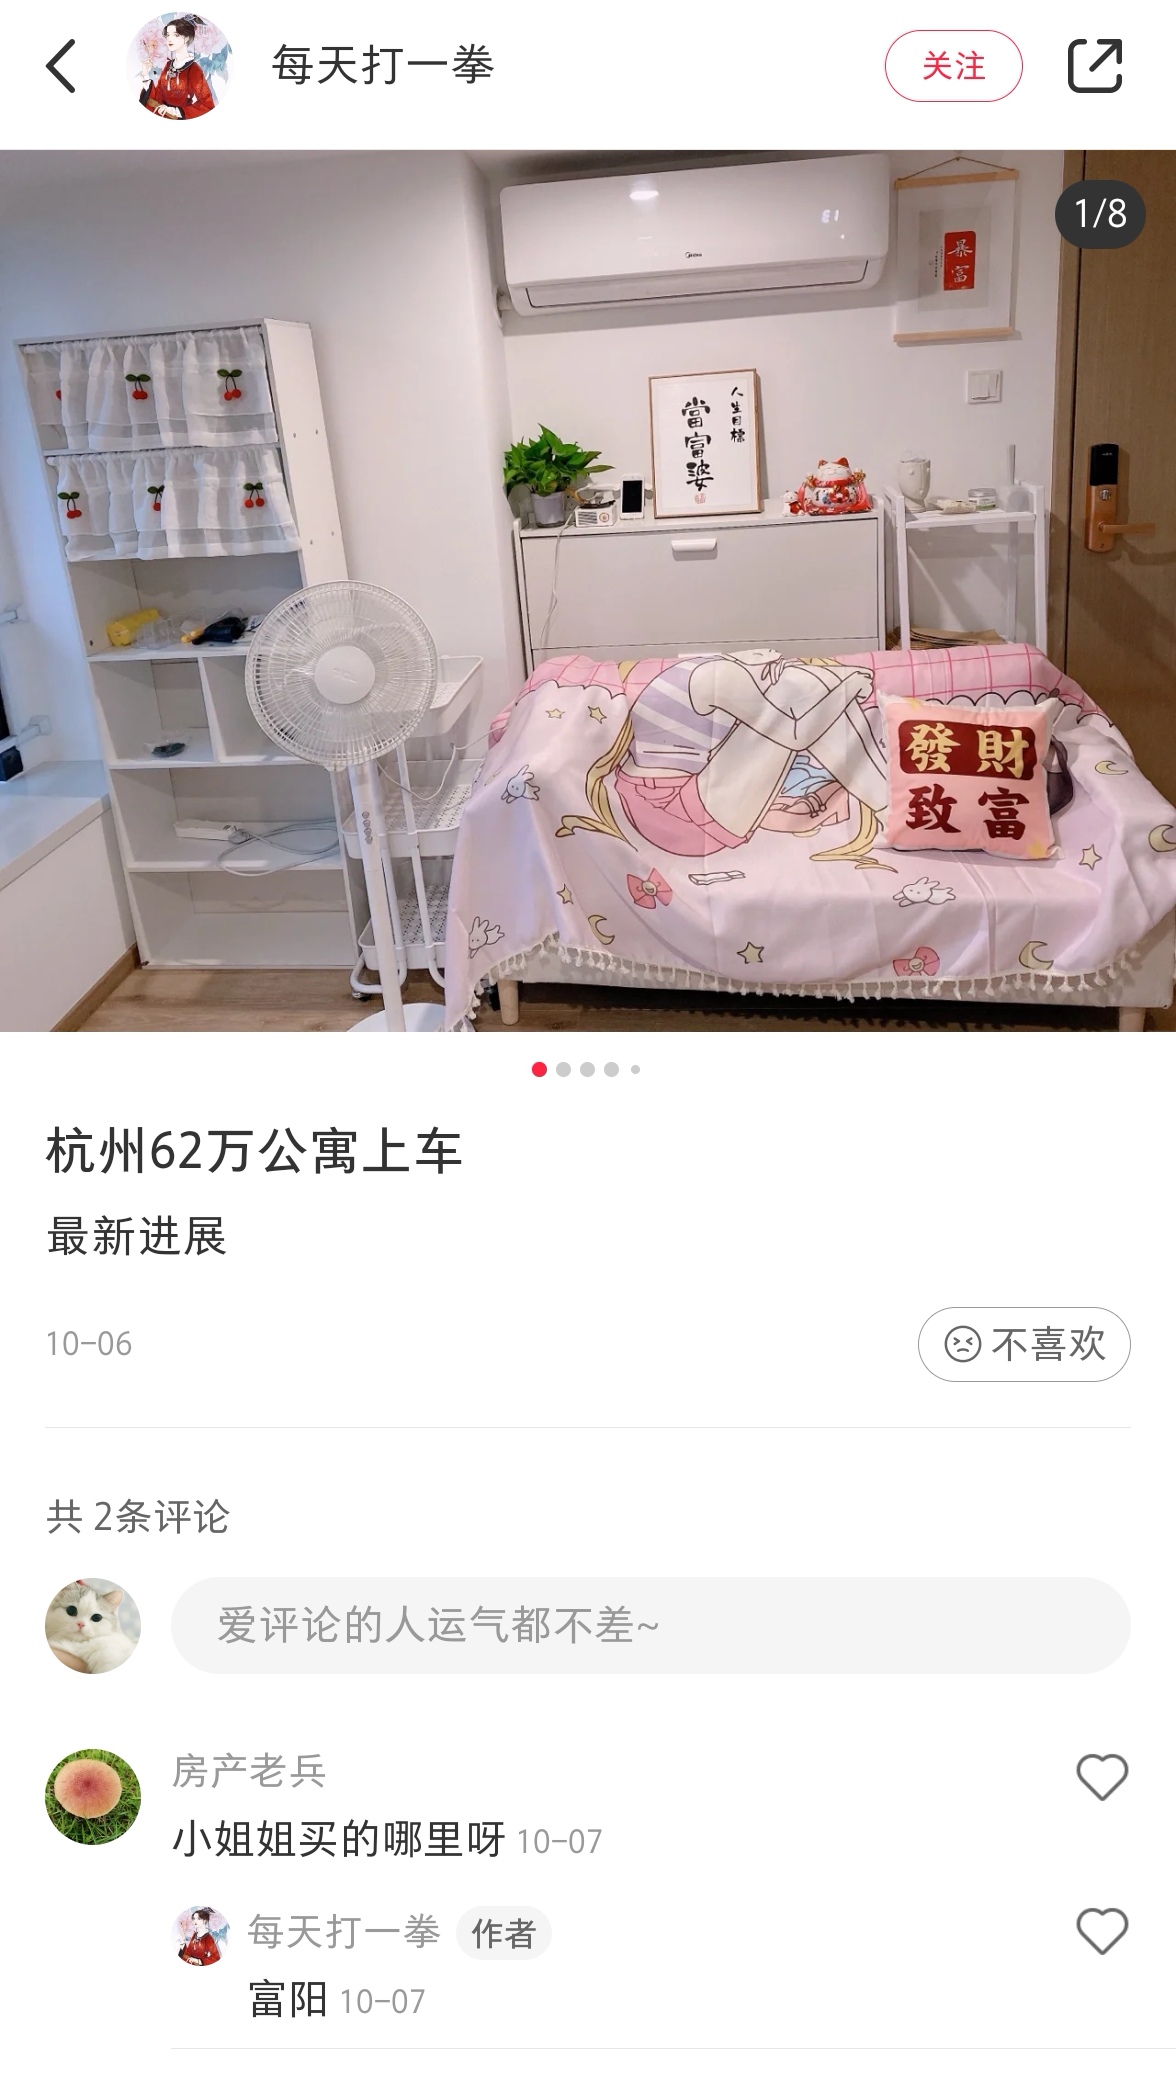 每天打一拳
关注
1/8
Midea
暴富
人生目標
當富婆
發財
致富
杭州62万公寓上车
最新进展
10-06
不喜欢
共 2条评论
爱评论的人运气都不差~
房产老兵
小姐姐买的哪里呀 10-07
每天打一拳 作者
富阳 10-07